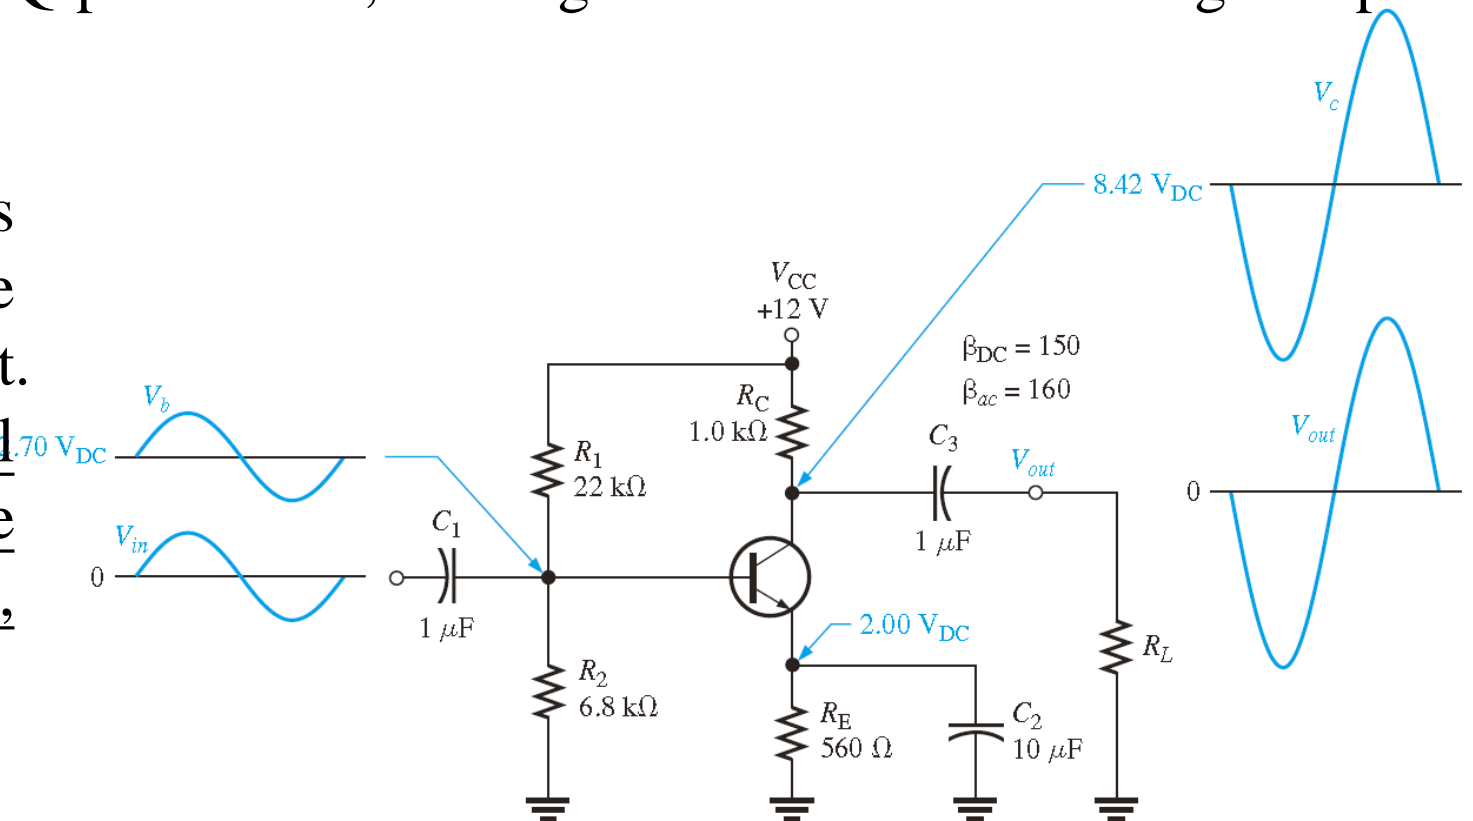 s
e
t.
l
e
,
V_c
8.42 V_DC
V_CC
+12 V
β_DC = 150
β_ac = 160
R_C
1.0 kΩ
V_b
2.70 V_DC
R_1
22 kΩ
C_3
1 μF
V_out
V_out
0
V_in
0
C_1
1 μF
2.00 V_DC
R_L
R_2
6.8 kΩ
R_E
560 Ω
C_2
10 μF